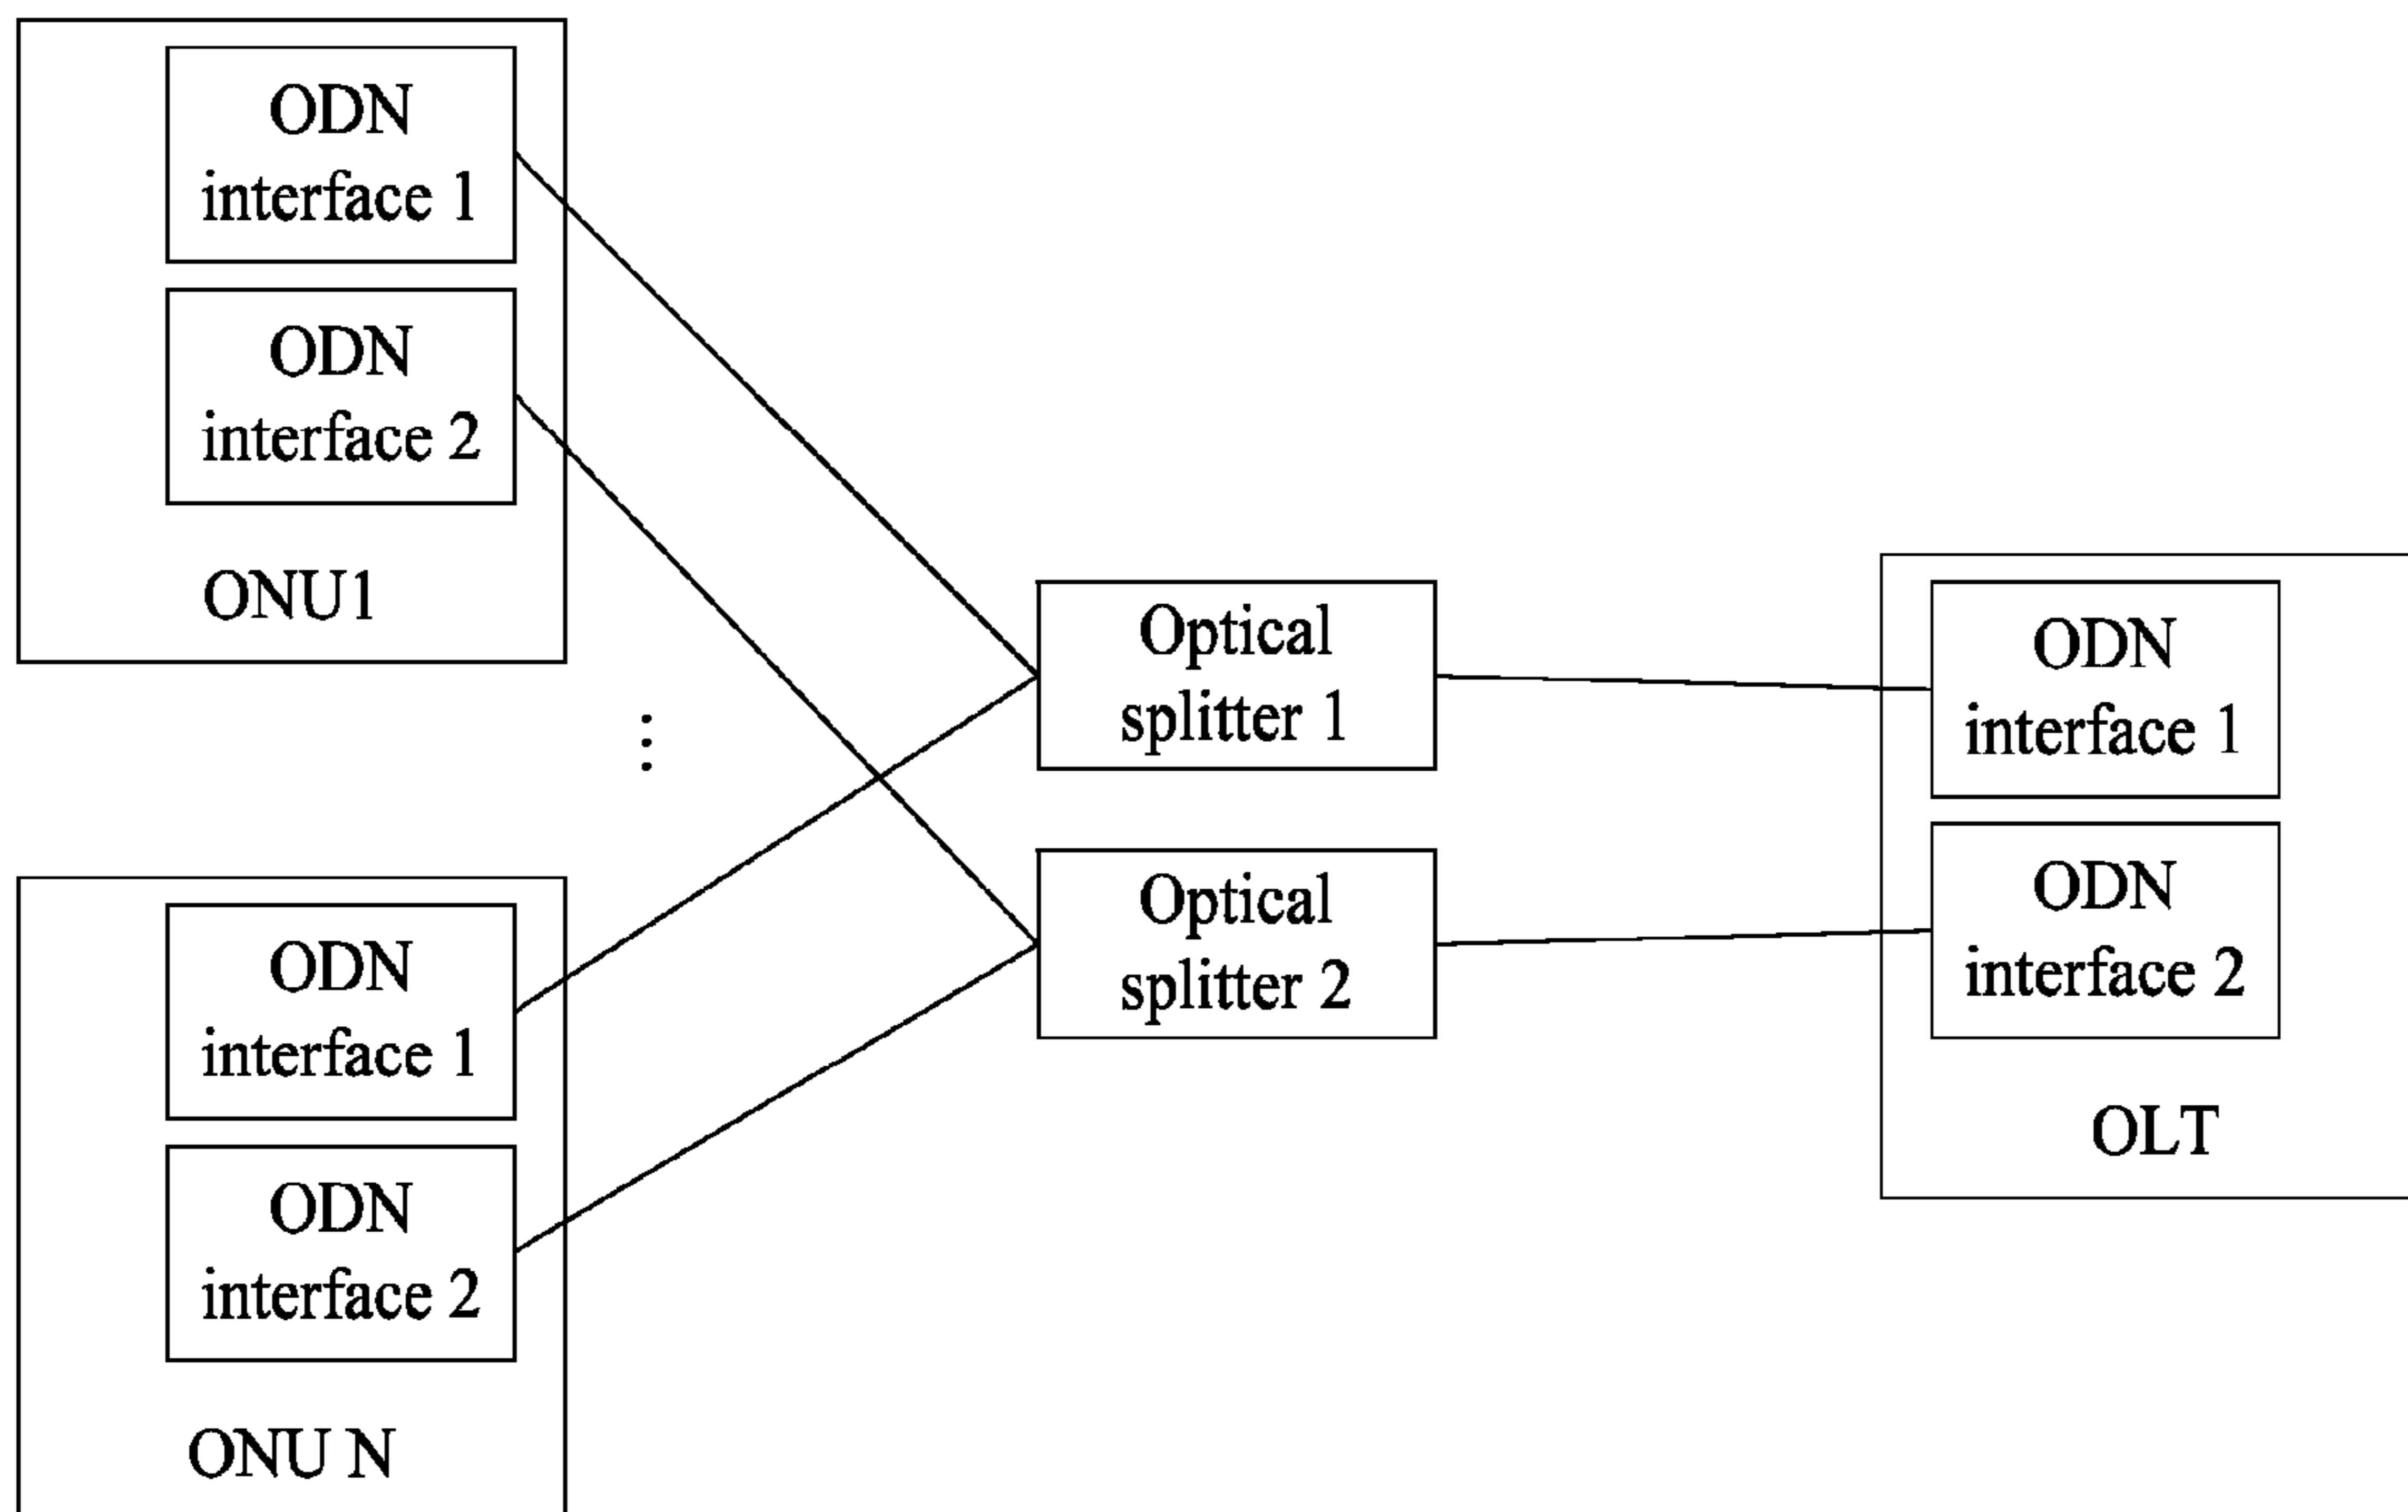 ODN
interface 1
ODN
interface 2
ONU1
Optical
splitter 1
Optical
splitter 2
ODN
interface 1
ODN
interface 2
OLT
ODN
interface 1
ODN
interface 2
ONU N